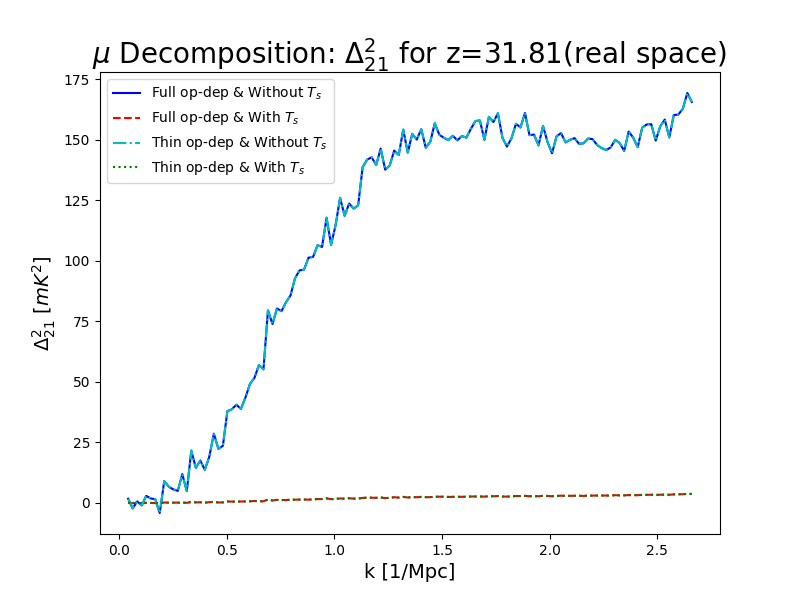 μ Decomposition: Δ²₂₁ for z=31.81(real space)
Full op-dep & Without Tₛ
Full op-dep & With Tₛ
Thin op-dep & Without Tₛ
Thin op-dep & With Tₛ
175
150
125
100
75
50
25
0
Δ²₂₁ [mK²]
0.0 0.5 1.0 1.5 2.0 2.5
k [1/Mpc]